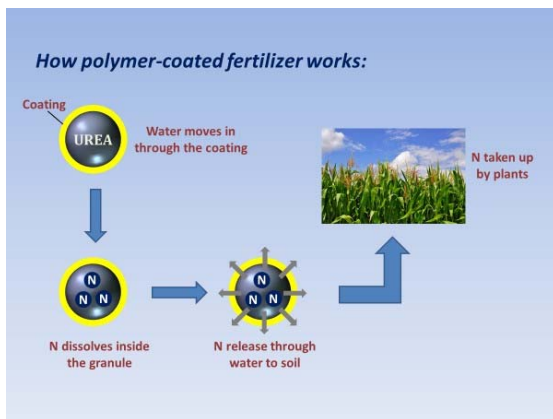 How polymer-coated fertilizer works:
Coating
UREA
Water moves in
through the coating
N
N N
N dissolves inside
the granule
N
N N
N release through
water to soil
N taken up
by plants